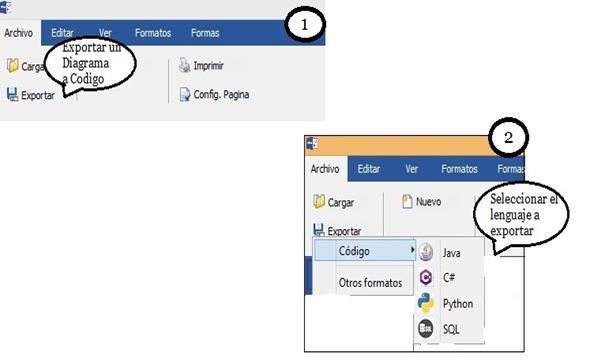 1
Archivo Editar Ver Formatos Formas
Exportar un
Diagrama
a Codigo
Imprimir
Exportar
Config. Pagina
2
Archivo Editar Ver Formatos Formas
Cargar
Nuevo
Seleccionar el
lenguaje a
exportar
Exportar
Código
Java
C#
Otros formatos
Python
SQL